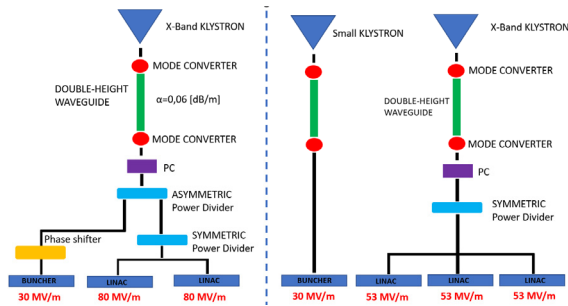 X-Band KLYSTRON
MODE CONVERTER
DOUBLE-HEIGHT
WAVEGUIDE
α=0,06 [dB/m]
MODE CONVERTER
PC
ASYMMETRIC
Power Divider
Phase shifter
SYMMETRIC
Power Divider
BUNCHER
LINAC
LINAC
30 MV/m
80 MV/m
80 MV/m
Small KLYSTRON
X-Band KLYSTRON
MODE CONVERTER
DOUBLE-HEIGHT
WAVEGUIDE
MODE CONVERTER
PC
SYMMETRIC
Power Divider
BUNCHER
LINAC
LINAC
LINAC
30 MV/m
53 MV/m
53 MV/m
53 MV/m